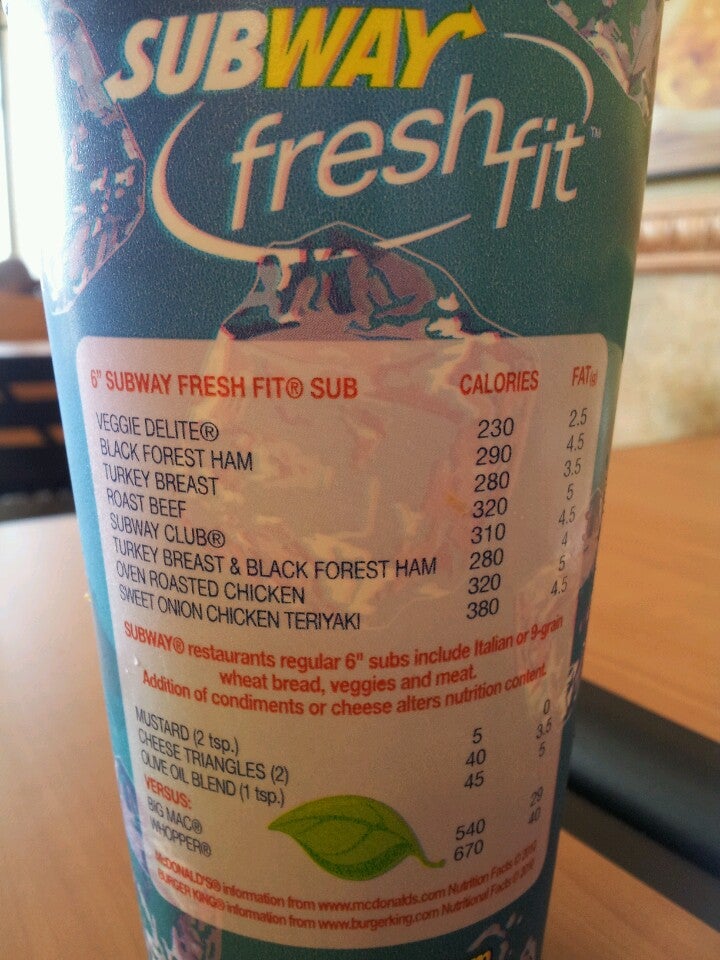 SUBWAY
fresh fit™
6" SUBWAY FRESH FIT® SUB CALORIES FAT(g)
VEGGIE DELITE® 230 2.5
BLACK FOREST HAM 290 4.5
TURKEY BREAST 280 3.5
ROAST BEEF 320 5
SUBWAY CLUB® 310 4.5
TURKEY BREAST & BLACK FOREST HAM 280 4
OVEN ROASTED CHICKEN 320 5
SWEET ONION CHICKEN TERIYAKI 380 4.5
SUBWAY® restaurants regular 6" subs include Italian or 9-grain
wheat bread, veggies and meat.
Addition of condiments or cheese alters nutrition content.
MUSTARD (2 tsp.) 5 0
CHEESE TRIANGLES (2) 40 3.5
OLIVE OIL BLEND (1 tsp.) 45 5
VERSUS:
BIG MAC® 540 29
WHOPPER® 670 40
McDONALD'S® information from www.mcdonalds.com Nutrition Facts ©
BURGER KING® information from www.burgerking.com Nutritional Facts ©